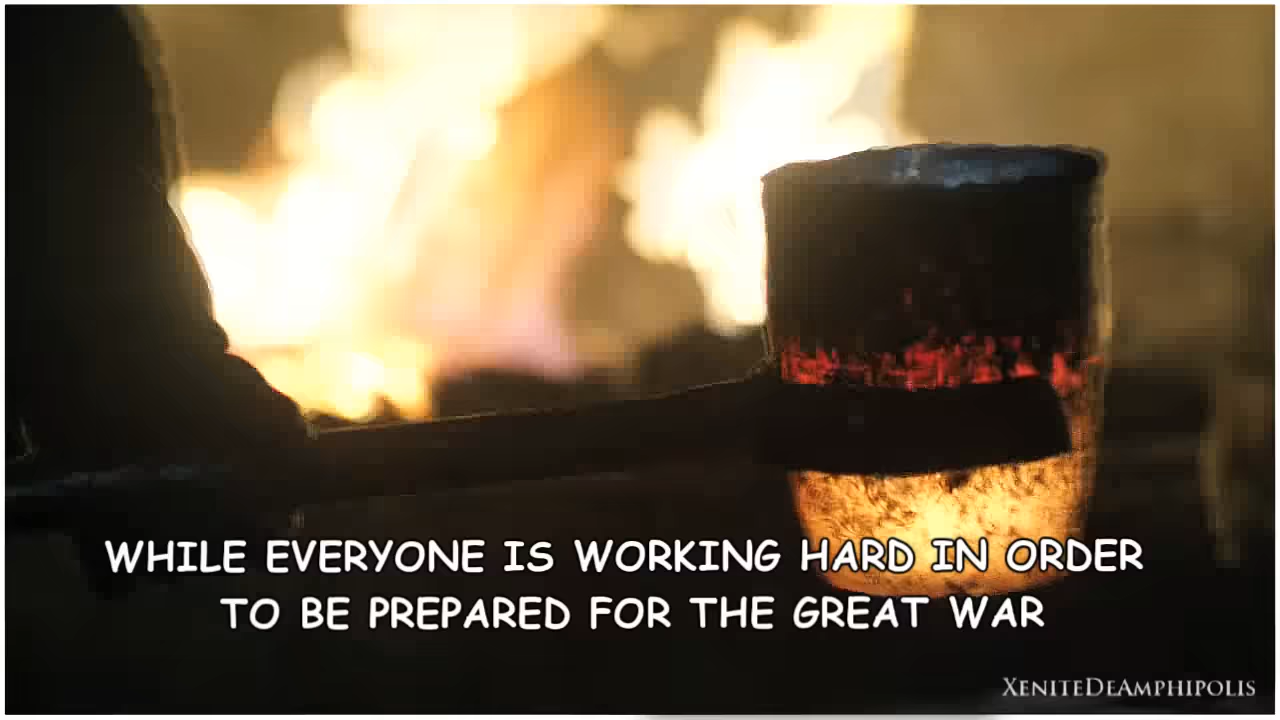 WHILE EVERYONE IS WORKING HARD IN ORDER
TO BE PREPARED FOR THE GREAT WAR
XENITEDEAMPHIPOLIS